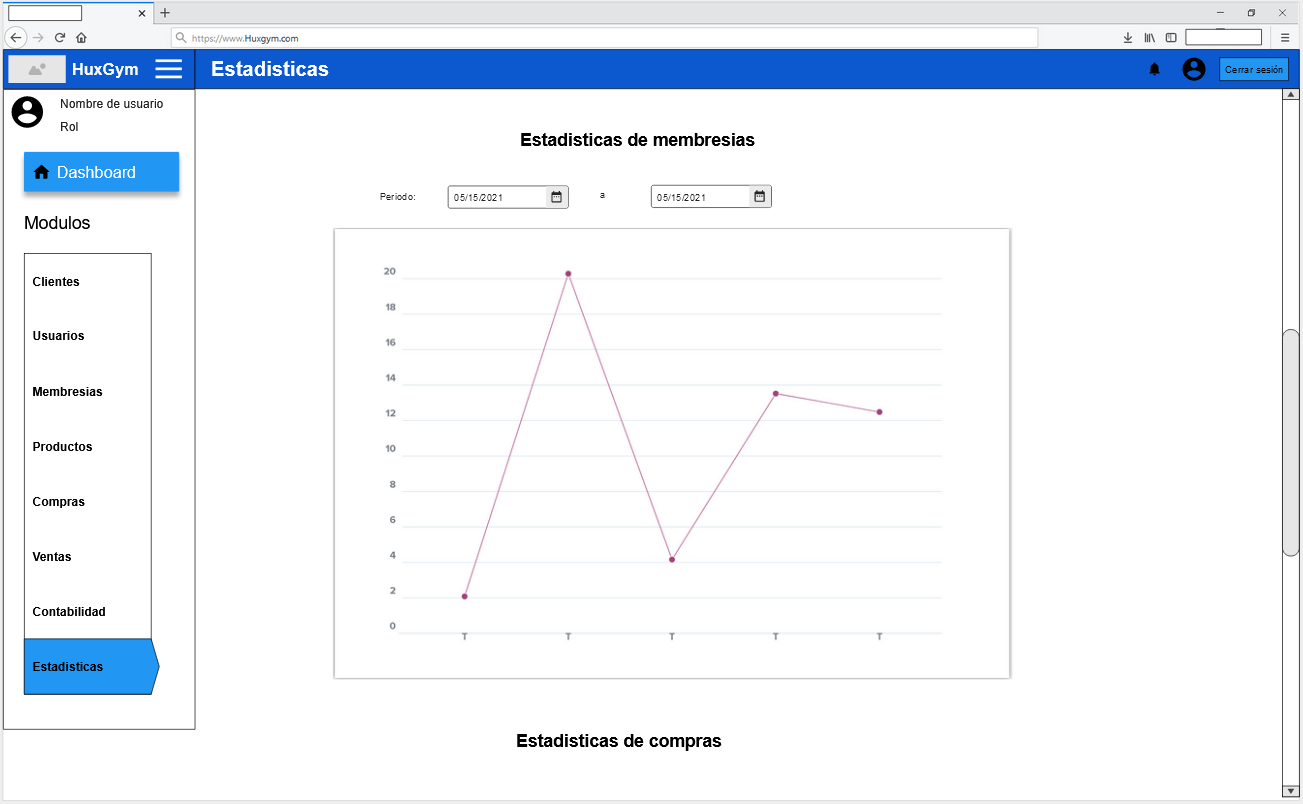 https://www.Huxgym.com
HuxGym
Estadisticas
Cerrar sesión
Nombre de usuario
Rol
Dashboard
Modulos
Clientes
Usuarios
Membresias
Productos
Compras
Ventas
Contabilidad
Estadisticas
Estadisticas de membresias
Periodo: 05/15/2021 a 05/15/2021
20
18
16
14
12
10
8
6
4
2
0
T T T T T
Estadisticas de compras